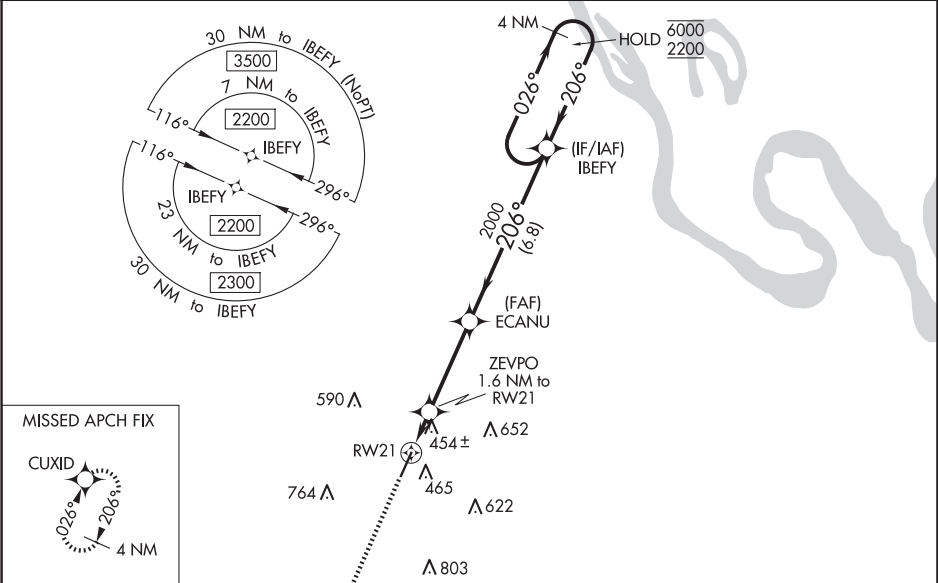 30 NM to IBEFY (NoPT)
3500
7 NM to IBEFY
2200
116°
IBEFY
296°
116°
IBEFY
296°
2200
23 NM to IBEFY
2300
30 NM to IBEFY
4 NM
HOLD 6000
2200
026°
206°
(IF/IAF)
IBEFY
2000
206°
(6.8)
(FAF)
ECANU
ZEVPO
1.6 NM to
RW21
590
454±
652
RW21
465
764
622
803
MISSED APCH FIX
CUXID
026°
206°
4 NM